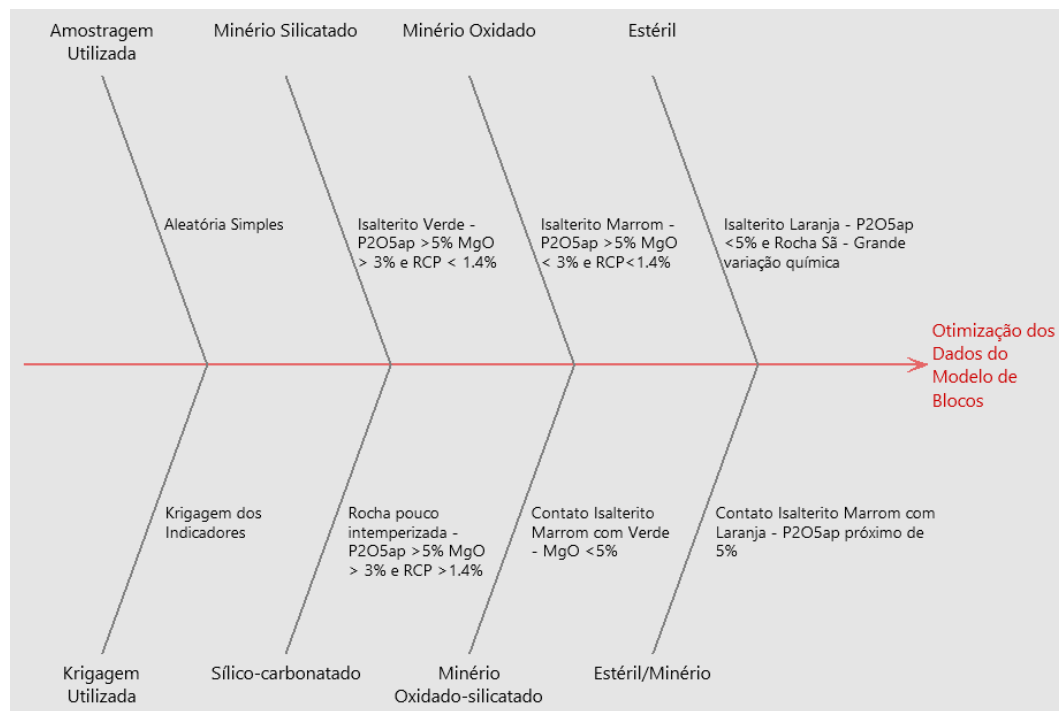 Amostragem
Utilizada
Minério Silicatado
Minério Oxidado
Estéril
Aleatória Simples
Isalterito Verde -
P2O5ap >5% MgO
> 3% e RCP < 1.4%
Isalterito Marrom -
P2O5ap >5% MgO
< 3% e RCP<1.4%
Isalterito Laranja - P2O5ap
<5% e Rocha Sã - Grande
variação química
Otimização dos
Dados do
Modelo de
Blocos
Krigagem dos
Indicadores
Rocha pouco
intemperizada -
P2O5ap >5% MgO
> 3% e RCP >1.4%
Contato Isalterito
Marrom com Verde
- MgO <5%
Contato Isalterito Marrom com
Laranja - P2O5ap próximo de
5%
Krigagem
Utilizada
Sílico-carbonatado
Minério
Oxidado-silicatado
Estéril/Minério